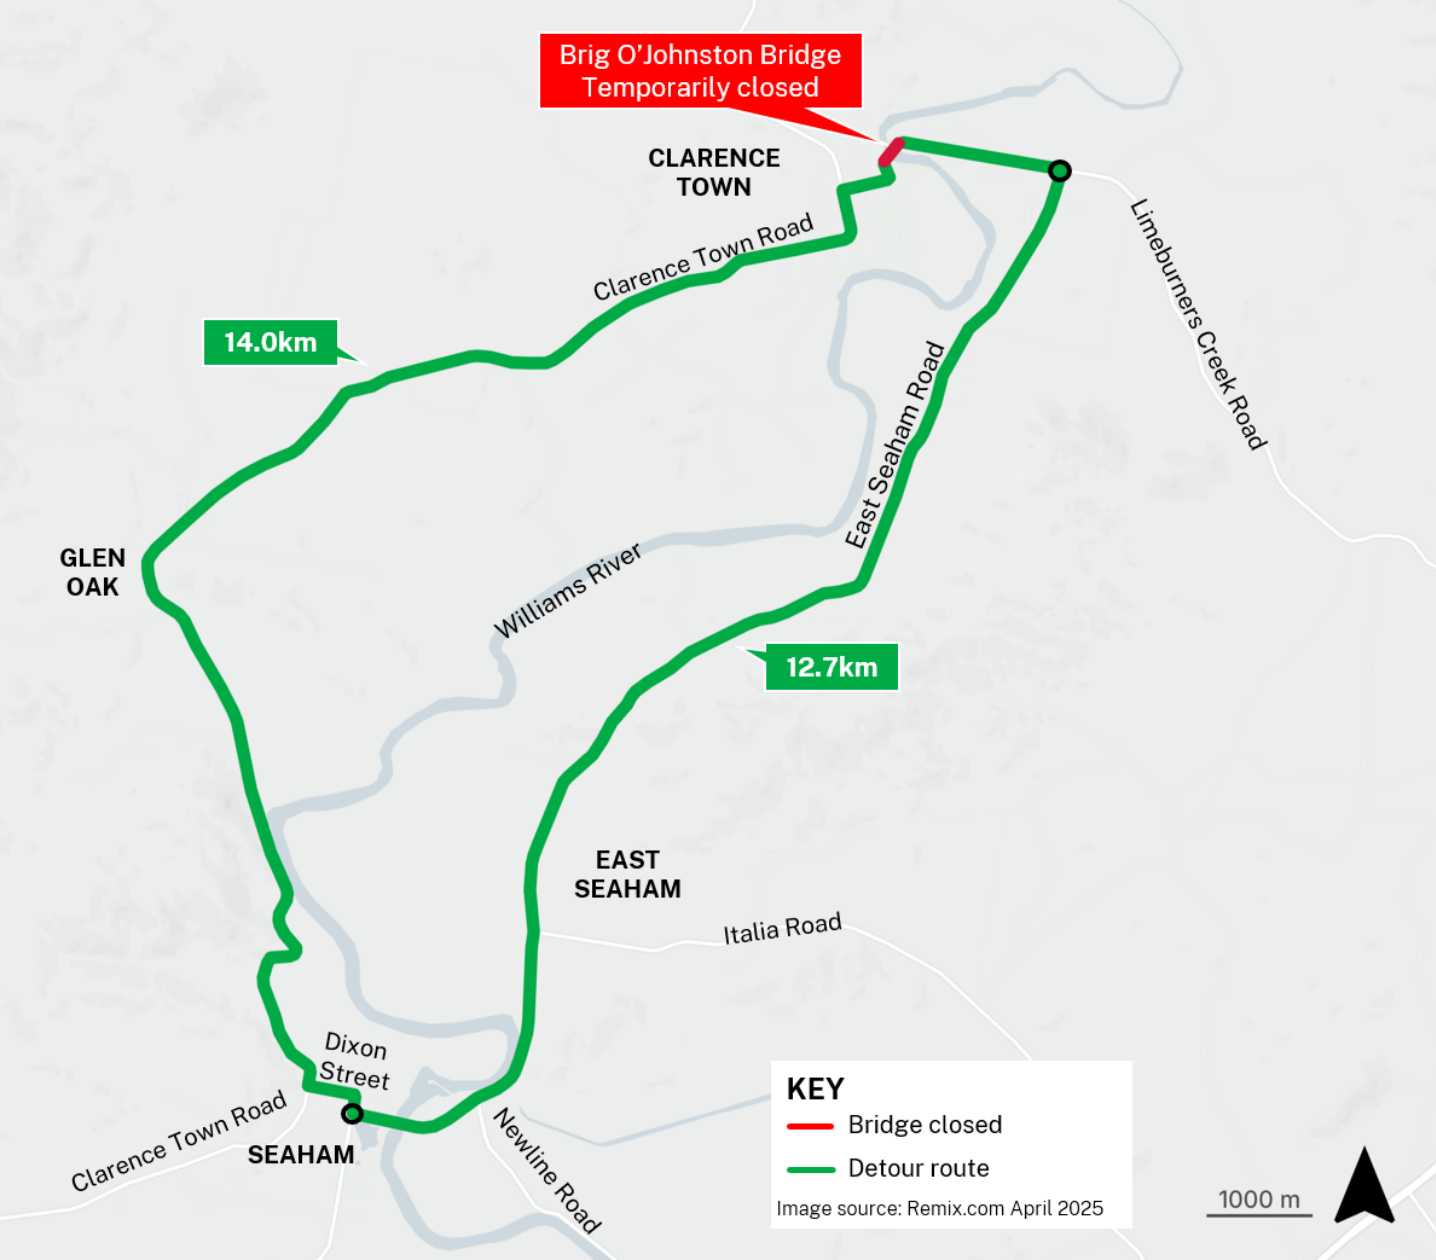 Brig O'Johnston Bridge
Temporarily closed
CLARENCE
TOWN
Clarence Town Road
Limeburners Creek Road
14.0km
East Seaham Road
GLEN
OAK
Williams River
12.7km
EAST
SEAHAM
Italia Road
Dixon
Street
Clarence Town Road
SEAHAM
Newline Road
KEY
Bridge closed
Detour route
Image source: Remix.com April 2025
1000 m